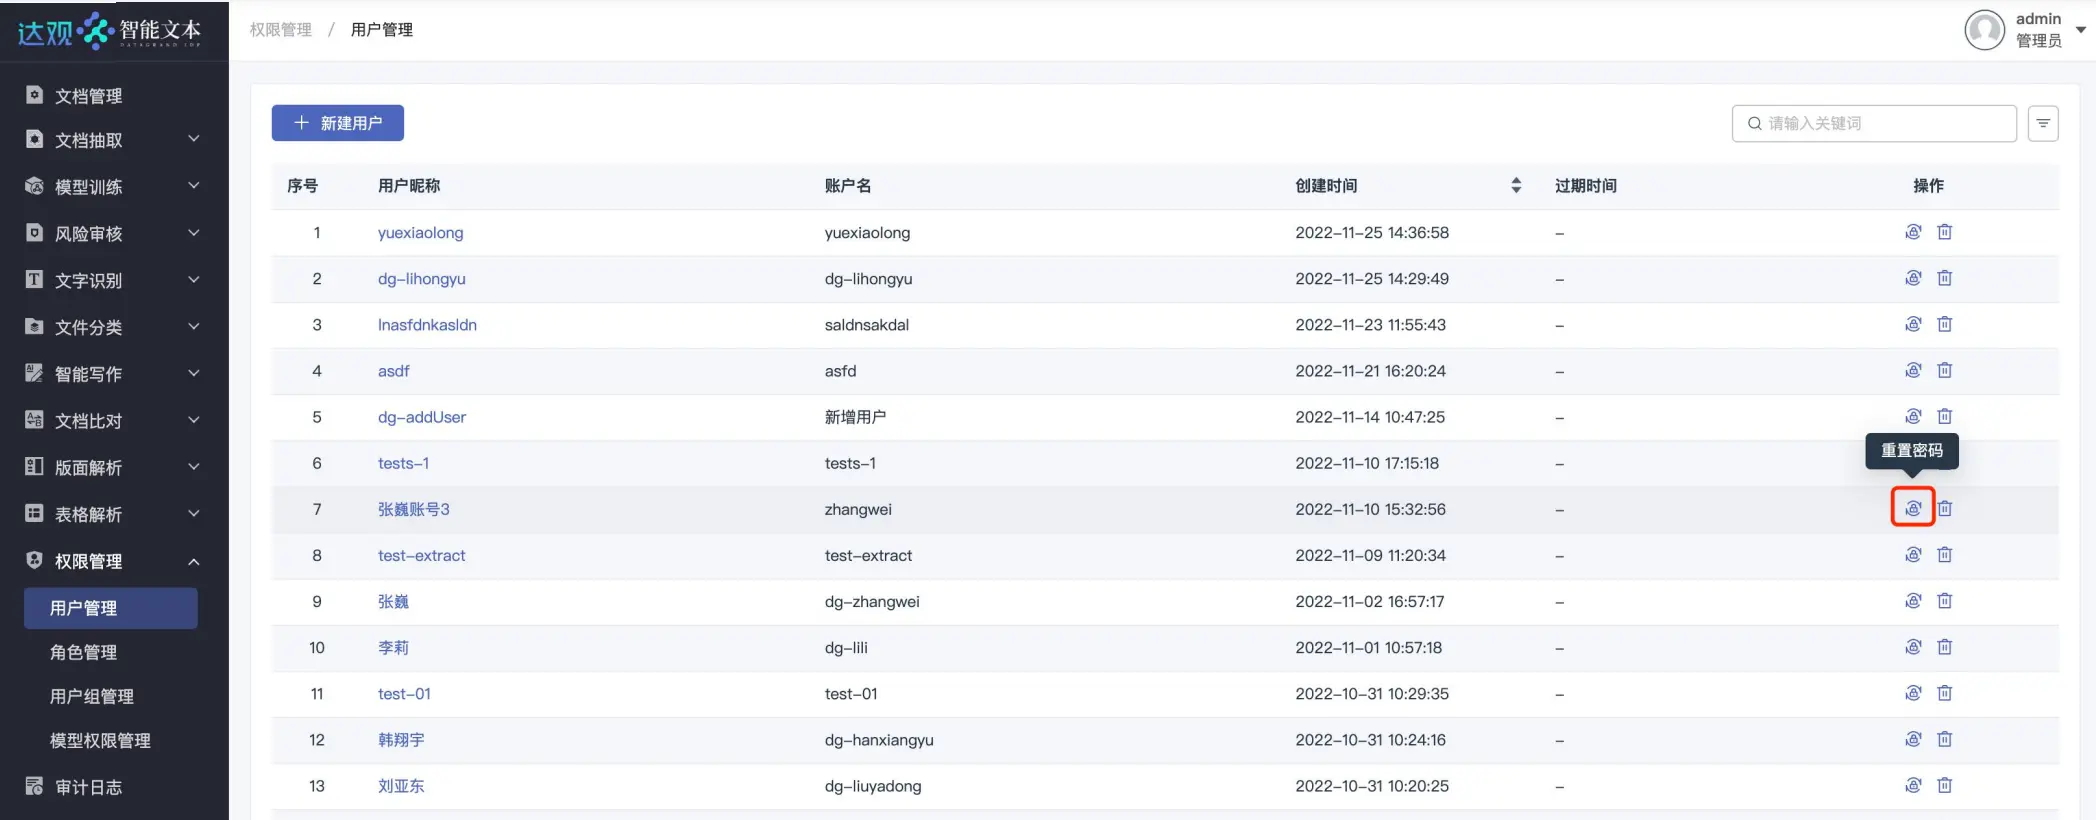 达观 智能文本
DATAGRAND IDP
权限管理 / 用户管理
admin
管理员
文档管理
文档抽取
模型训练
风险审核
文字识别
文件分类
智能写作
文档比对
版面解析
表格解析
权限管理
用户管理
角色管理
用户组管理
模型权限管理
审计日志
新建用户
请输入关键词
序号 用户昵称 账户名 创建时间 过期时间 操作
1 yuexiaolong yuexiaolong 2022-11-25 14:36:58 –
2 dg-lihongyu dg-lihongyu 2022-11-25 14:29:49 –
3 lnasfdnkasldn saldnsakdal 2022-11-23 11:55:43 –
4 asdf asfd 2022-11-21 16:20:24 –
5 dg-addUser 新增用户 2022-11-14 10:47:25 –
重置密码
6 tests-1 tests-1 2022-11-10 17:15:18 –
7 张巍账号3 zhangwei 2022-11-10 15:32:56 –
8 test-extract test-extract 2022-11-09 11:20:34 –
9 张巍 dg-zhangwei 2022-11-02 16:57:17 –
10 李莉 dg-lili 2022-11-01 10:57:18 –
11 test-01 test-01 2022-10-31 10:29:35 –
12 韩翔宇 dg-hanxiangyu 2022-10-31 10:24:16 –
13 刘亚东 dg-liuyadong 2022-10-31 10:20:25 –